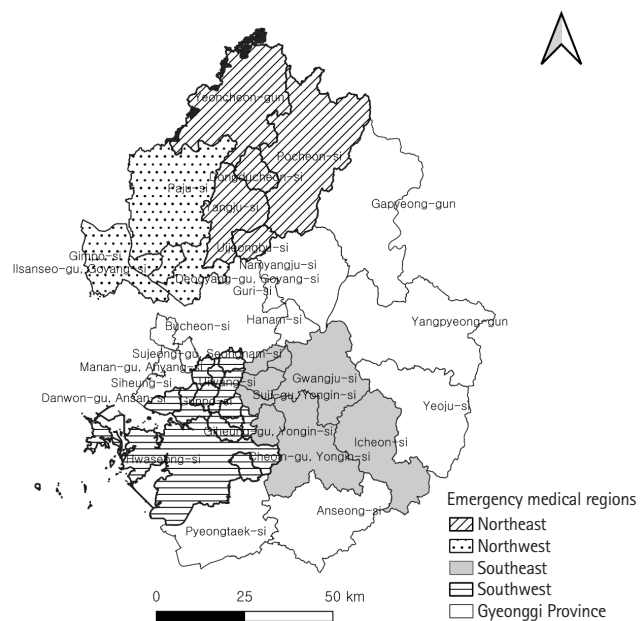 Yeoncheon-gun
Pocheon-si
Dongducheon-si
Paju-si
Yangju-si
Gapyeong-gun
Uijeongbu-si
Gimpo-si
Namyangju-si
Ilsanseo-gu, Goyang-si
Deogyang-gu, Goyang-si
Guri-si
Hanam-si
Bucheon-si
Yangpyeong-gun
Sujeong-gu, Seongnam-si
Manan-gu, Anyang-si
Gwangju-si
Siheung-si
Uiwang-si
Suji-gu, Yongin-si
Danwon-gu, Ansan-si
Gunpo-si
Yeoju-si
Giheung-gu, Yongin-si
Icheon-si
Hwaseong-si
Cheoin-gu, Yongin-si
Anseong-si
Pyeongtaek-si
Emergency medical regions
Northeast
Northwest
Southeast
Southwest
Gyeonggi Province
0 25 50 km